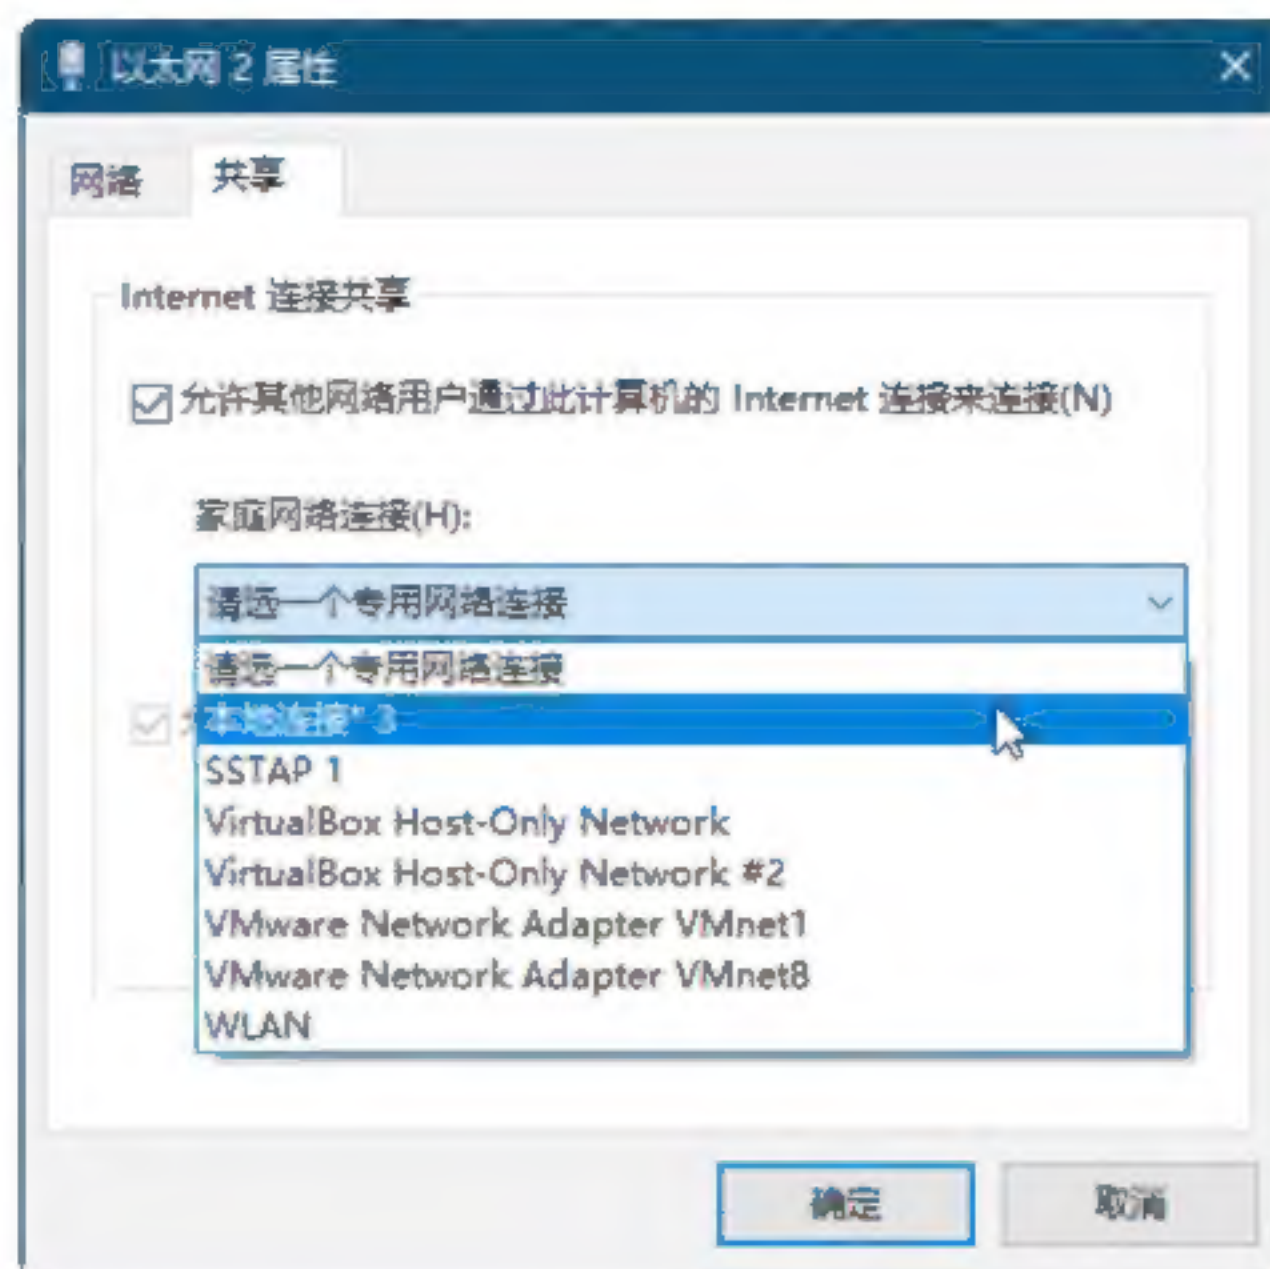 以太网 2 属性
网络
共享
Internet 连接共享
允许其他网络用户通过此计算机的 Internet 连接来连接(N)
家庭网络连接(H):
请选一个专用网络连接
请选一个专用网络连接
本地连接* 3
SSTAP 1
VirtualBox Host-Only Network
VirtualBox Host-Only Network #2
VMware Network Adapter VMnet1
VMware Network Adapter VMnet8
WLAN
确定
取消